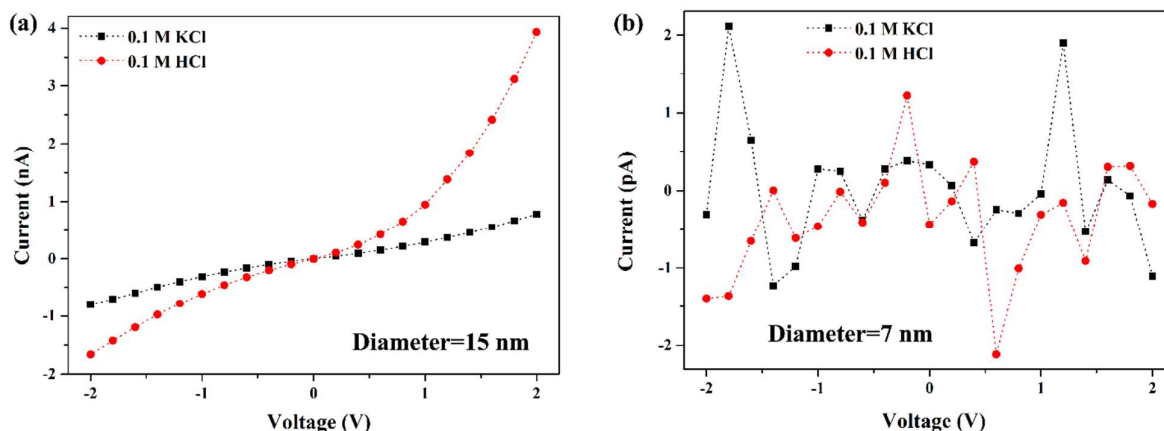 (a)
0.1 M KCl
0.1 M HCl
4
3
2
1
0
-1
-2
Current (nA)
Diameter=15 nm
-2 -1 0 1 2
Voltage (V)
(b)
0.1 M KCl
0.1 M HCl
2
1
0
-1
-2
Current (pA)
Diameter=7 nm
-2 -1 0 1 2
Voltage (V)